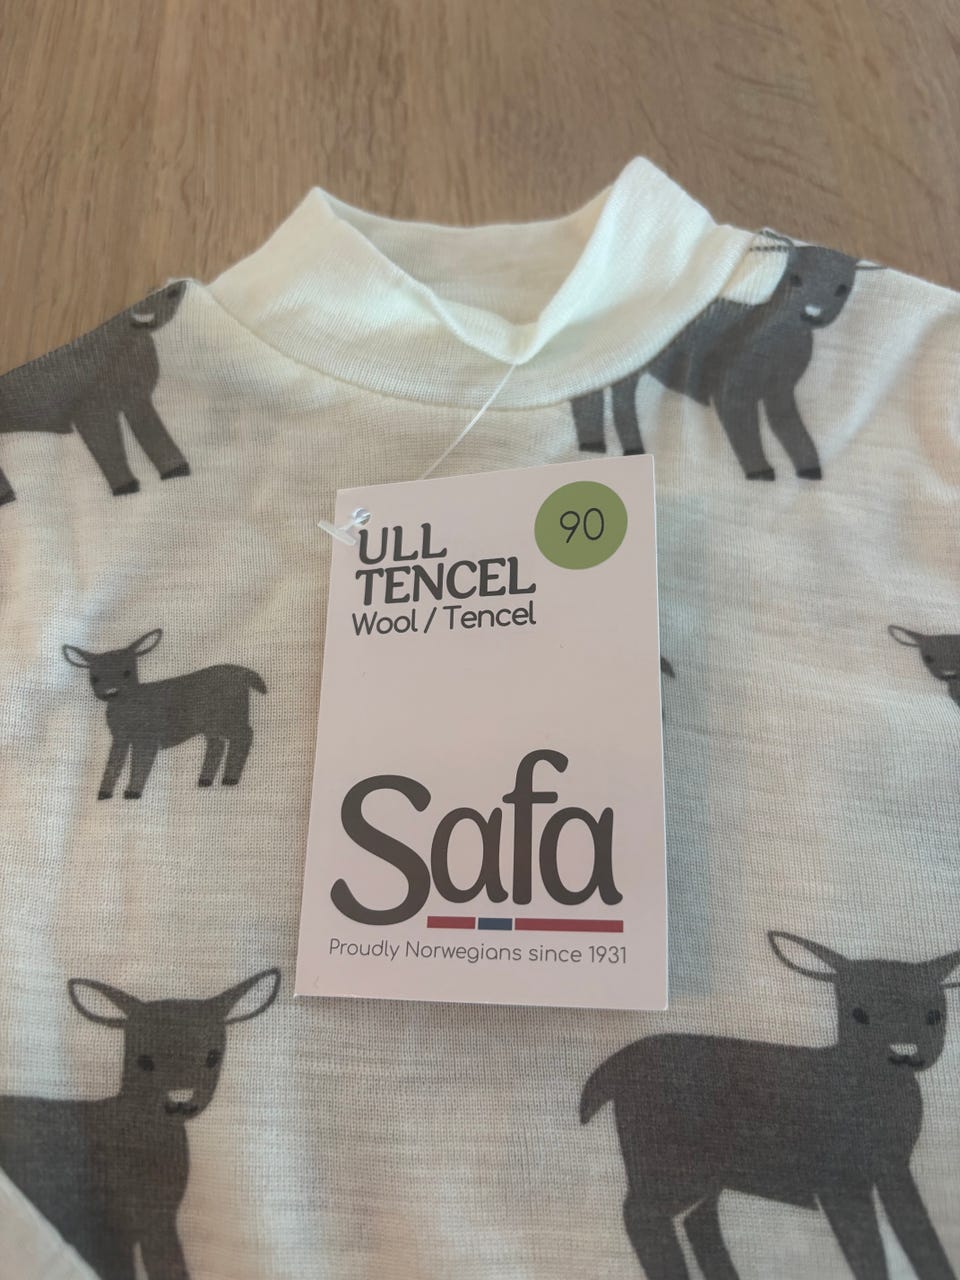 90
ULL
TENCEL
Wool / Tencel
Safa
Proudly Norwegians since 1931